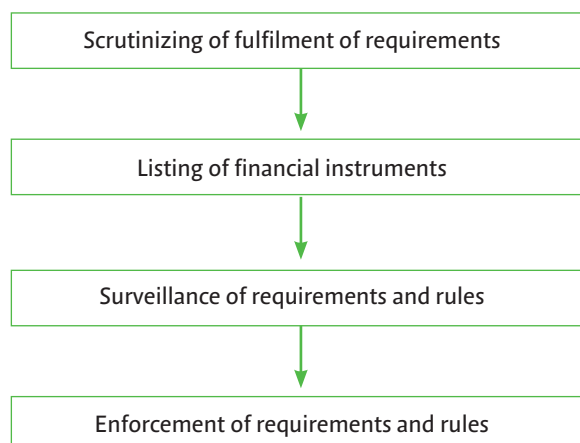 Scrutinizing of fulfilment of requirements
Listing of financial instruments
Surveillance of requirements and rules
Enforcement of requirements and rules